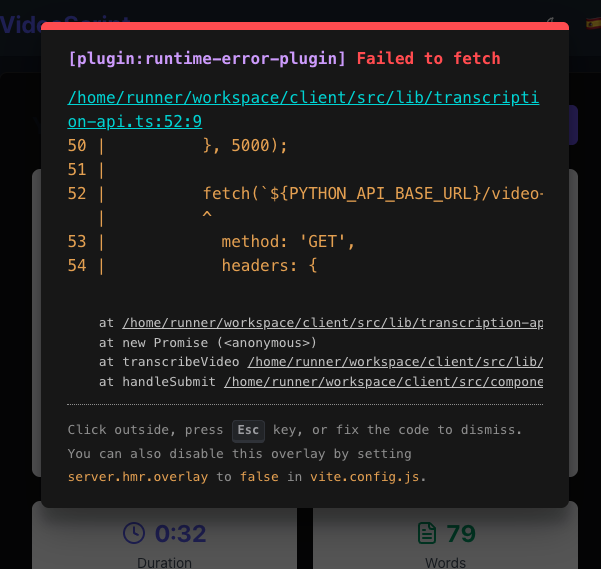 VideoScript
[plugin:runtime-error-plugin] Failed to fetch
/home/runner/workspace/client/src/lib/transcripti
on-api.ts:52:9
50 |          }, 5000);
51 |
52 |          fetch(`${PYTHON_API_BASE_URL}/video-
   |          ^
53 |            method: 'GET',
54 |            headers: {
at /home/runner/workspace/client/src/lib/transcription-ap
at new Promise (<anonymous>)
at transcribeVideo /home/runner/workspace/client/src/lib/
at handleSubmit /home/runner/workspace/client/src/compone
Click outside, press Esc key, or fix the code to dismiss.
You can also disable this overlay by setting
server.hmr.overlay to false in vite.config.js.
0:32
Duration
79
Words